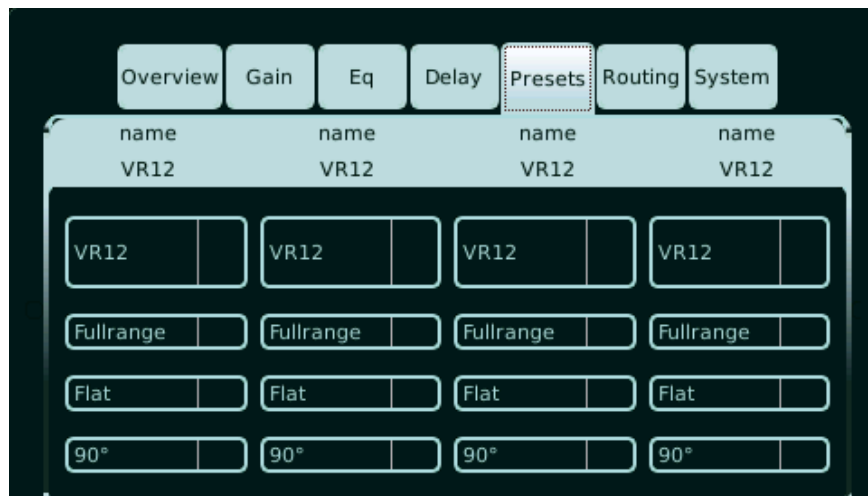 Overview Gain Eq Delay Presets Routing System
name name name name
VR12 VR12 VR12 VR12
VR12 VR12 VR12 VR12
Fullrange Fullrange Fullrange Fullrange
Flat Flat Flat Flat
90° 90° 90° 90°